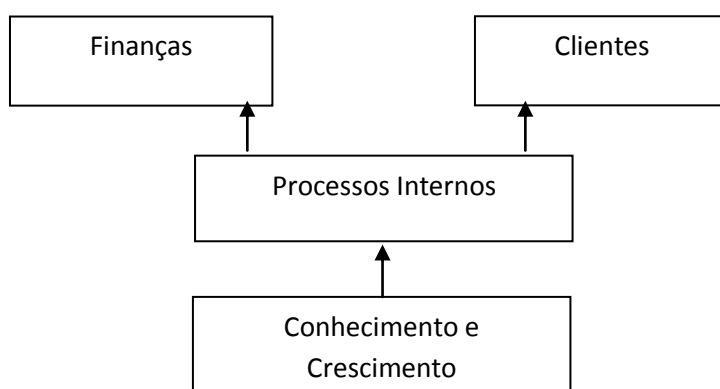 Finanças
Clientes
Processos Internos
Conhecimento e
Crescimento